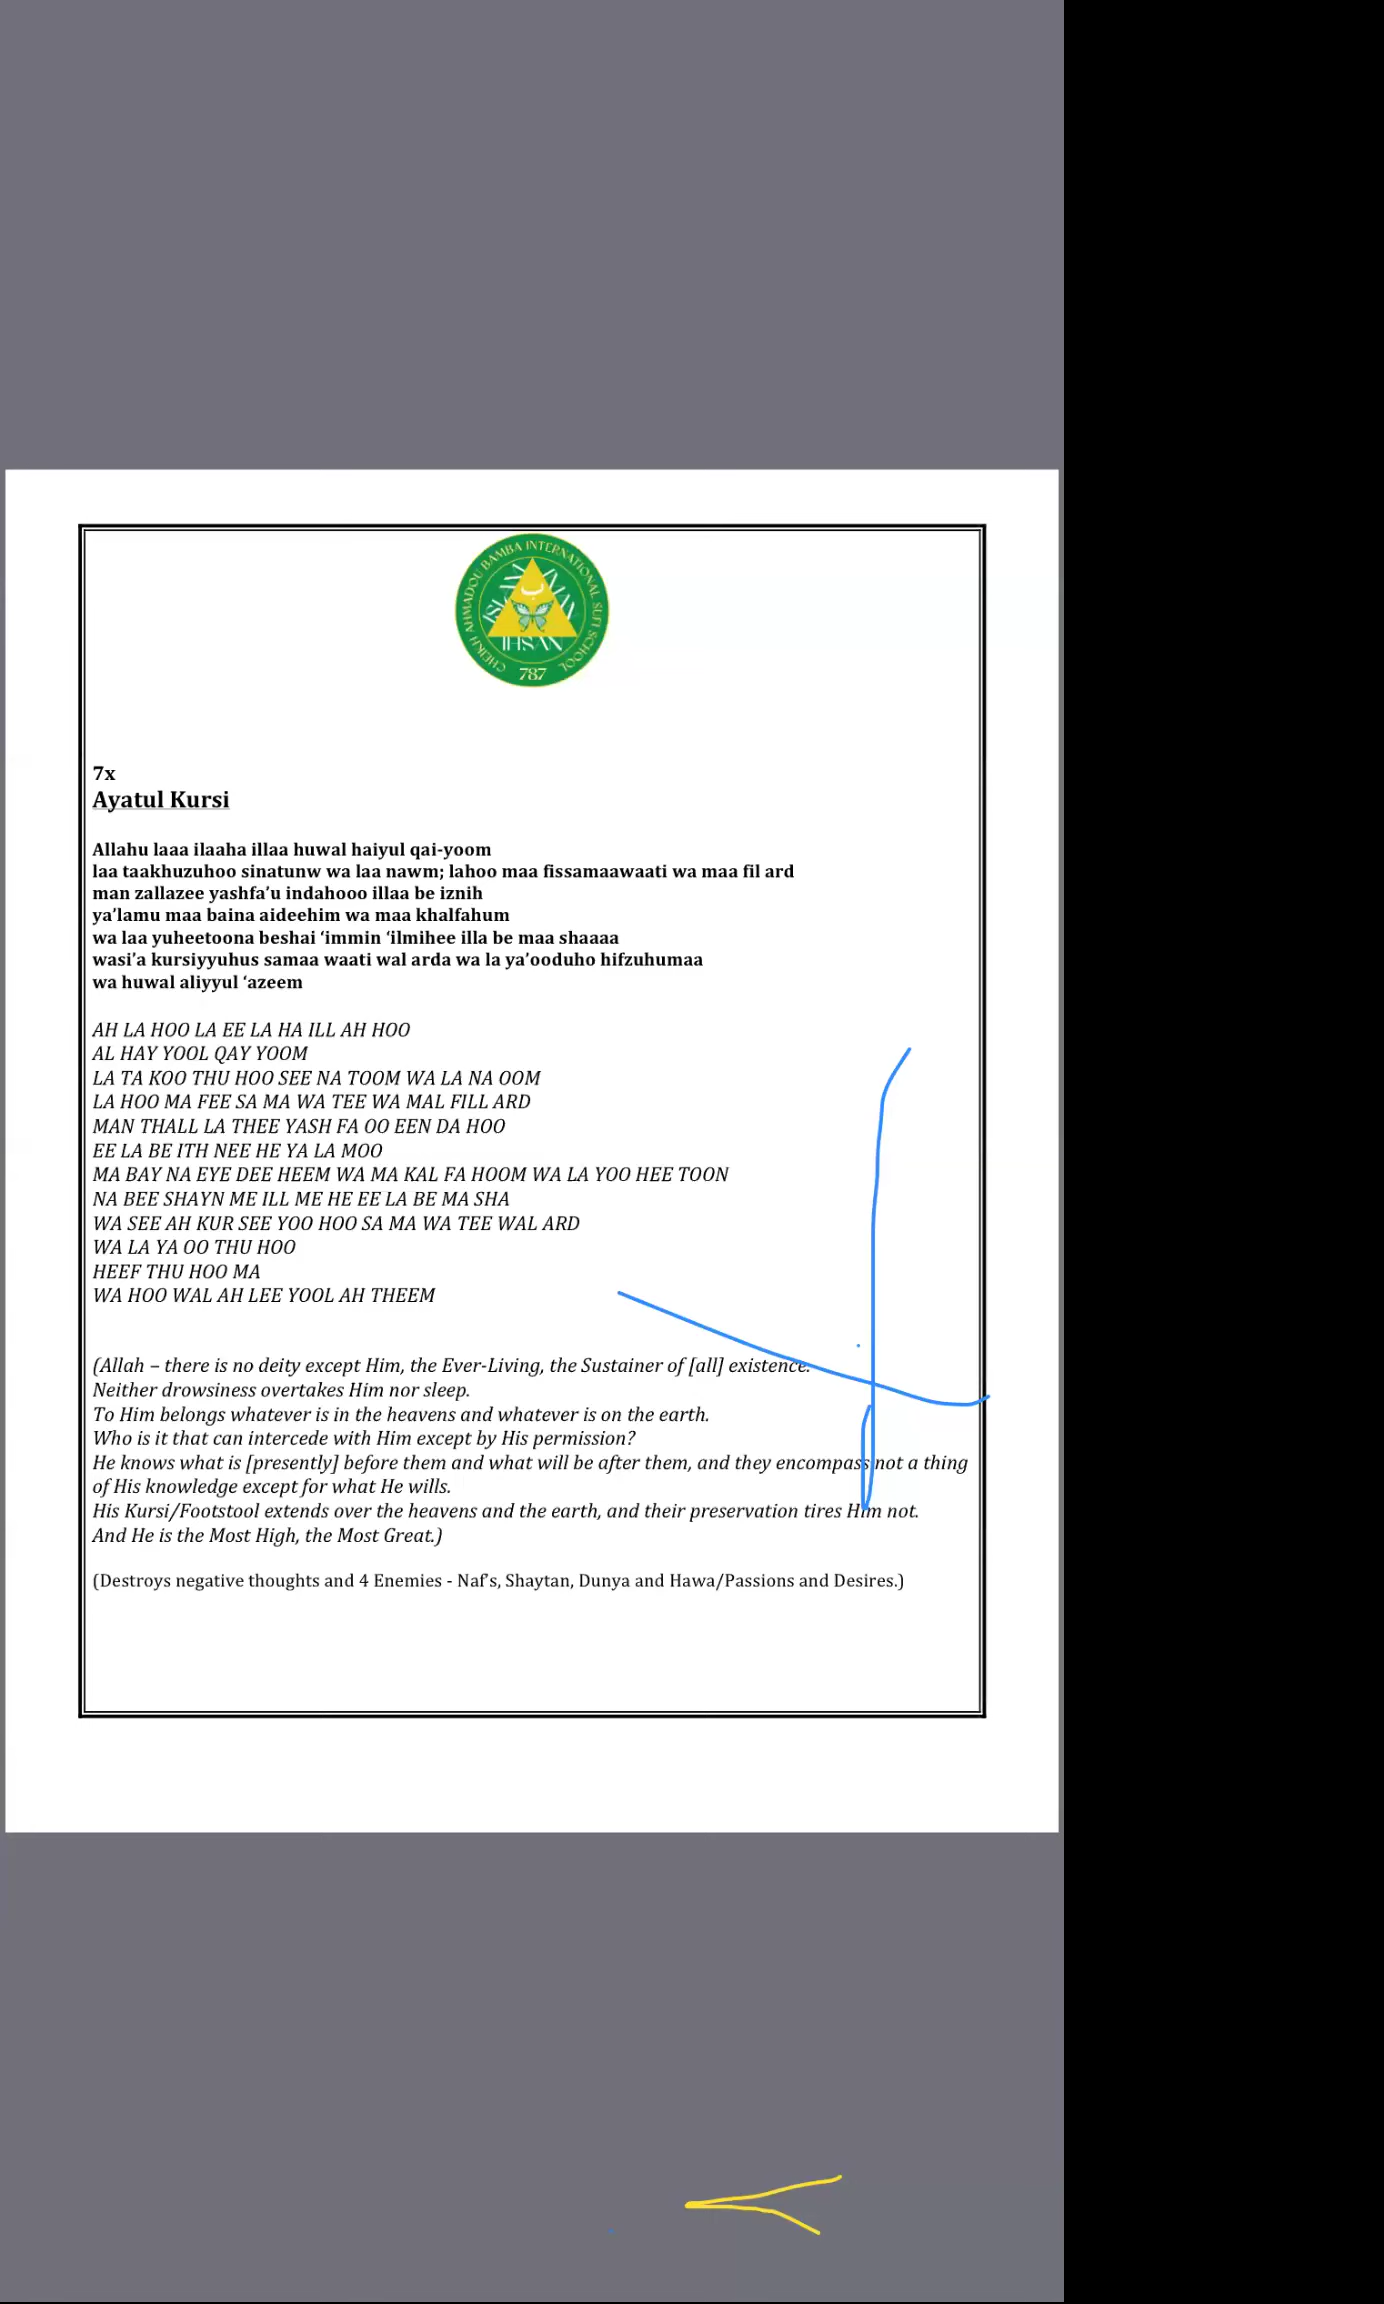 CHEIKH AHMADOU BAMBA INTERNATIONAL SUFI SCHOOL
ب
IHSAN
787
7x
Ayatul Kursi
Allahu laaa ilaaha illaa huwal haiyul qai-yoom
laa taakhuzuhoo sinatunw wa laa nawm; lahoo maa fissamaawaati wa maa fil ard
man zallazee yashfa’u indahooo illaa be iznih
ya’lamu maa baina aideehim wa maa khalfahum
wa laa yuheetoona beshai ‘immin ‘ilmihee illa be maa shaaaa
wasi’a kursiyyuhus samaa waati wal arda wa la ya’ooduho hifzuhumaa
wa huwal aliyyul ‘azeem
AH LA HOO LA EE LA HA ILL AH HOO
AL HAY YOOL QAY YOOM
LA TA KOO THU HOO SEE NA TOOM WA LA NA OOM
LA HOO MA FEE SA MA WA TEE WA MAL FILL ARD
MAN THALL LA THEE YASH FA OO EEN DA HOO
EE LA BE ITH NEE HE YA LA MOO
MA BAY NA EYE DEE HEEM WA MA KAL FA HOOM WA LA YOO HEE TOON
NA BEE SHAYN ME ILL ME HE EE LA BE MA SHA
WA SEE AH KUR SEE YOO HOO SA MA WA TEE WAL ARD
WA LA YA OO THU HOO
HEEF THU HOO MA
WA HOO WAL AH LEE YOOL AH THEEM
(Allah – there is no deity except Him, the Ever-Living, the Sustainer of [all] existence.
Neither drowsiness overtakes Him nor sleep.
To Him belongs whatever is in the heavens and whatever is on the earth.
Who is it that can intercede with Him except by His permission?
He knows what is [presently] before them and what will be after them, and they encompass not a thing
of His knowledge except for what He wills.
His Kursi/Footstool extends over the heavens and the earth, and their preservation tires Him not.
And He is the Most High, the Most Great.)
(Destroys negative thoughts and 4 Enemies - Naf’s, Shaytan, Dunya and Hawa/Passions and Desires.)